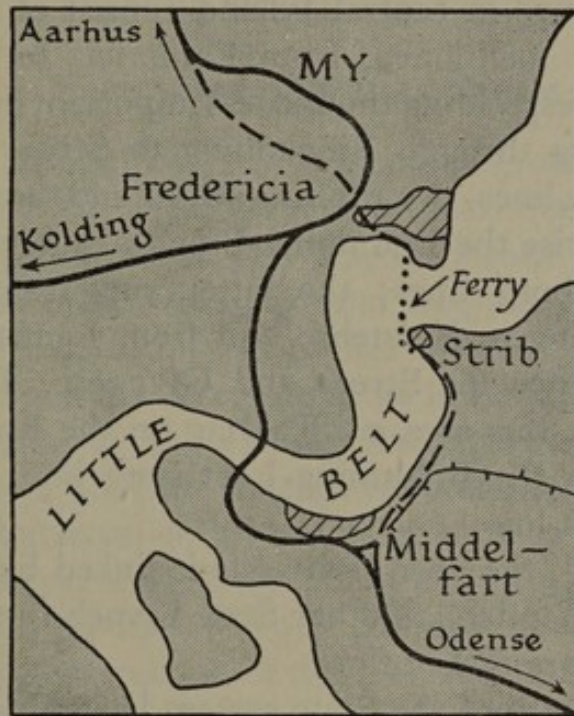 Aarhus
MY
Fredericia
Kolding
Ferry
Strib
LITTLE
BELT
Middel-
fart
Odense